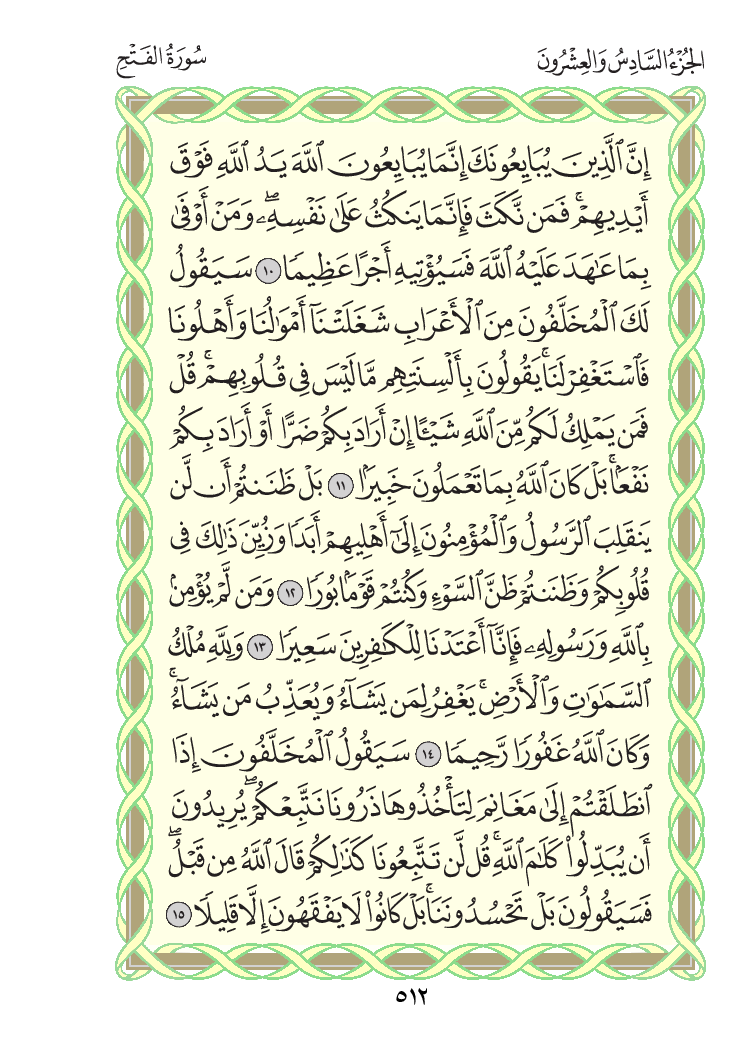 الجُزْءُ السَّادِسُ وَالعِشْرُونَ
سُورَةُ الفَتْحِ
إِنَّ ٱلَّذِينَ يُبَايِعُونَكَ إِنَّمَا يُبَايِعُونَ ٱللَّهَ يَدُ ٱللَّهِ فَوْقَ
أَيْدِيهِمْۚ فَمَن نَّكَثَ فَإِنَّمَا يَنكُثُ عَلَىٰ نَفْسِهِۦۖ وَمَنْ أَوْفَىٰ
بِمَا عَـٰهَدَ عَلَيْهُ ٱللَّهَ فَسَيُؤْتِيهِ أَجْرًا عَظِيمًا ١٠ سَيَقُولُ
لَكَ ٱلْمُخَلَّفُونَ مِنَ ٱلْأَعْرَابِ شَغَلَتْنَآ أَمْوَٰلُنَا وَأَهْلُونَا
فَٱسْتَغْفِرْ لَنَاۚ يَقُولُونَ بِأَلْسِنَتِهِم مَّا لَيْسَ فِى قُلُوبِهِمْۚ قُلْ
فَمَن يَمْلِكُ لَكُم مِّنَ ٱللَّهِ شَيْـًٔا إِنْ أَرَادَ بِكُمْ ضَرًّا أَوْ أَرَادَ بِكُمْ
نَفْعَۢاۚ بَلْ كَانَ ٱللَّهُ بِمَا تَعْمَلُونَ خَبِيرَۢا ١١ بَلْ ظَنَنتُمْ أَن لَّن
يَنقَلِبَ ٱلرَّسُولُ وَٱلْمُؤْمِنُونَ إِلَىٰٓ أَهْلِيهِمْ أَبَدًا وَزُيِّنَ ذَٰلِكَ فِى
قُلُوبِكُمْ وَظَنَنتُمْ ظَنَّ ٱلسَّوْءِ وَكُنتُمْ قَوْمَۢا بُورًا ١٢ وَمَن لَّمْ يُؤْمِنۢ
بِٱللَّهِ وَرَسُولِهِۦ فَإِنَّآ أَعْتَدْنَا لِلْكَـٰفِرِينَ سَعِيرًا ١٣ وَلِلَّهِ مُلْكُ
ٱلسَّمَـٰوَٰتِ وَٱلْأَرْضِۚ يَغْفِرُ لِمَن يَشَآءُ وَيُعَذِّبُ مَن يَشَآءُۚ
وَكَانَ ٱللَّهُ غَفُورًا رَّحِيمًا ١٤ سَيَقُولُ ٱلْمُخَلَّفُونَ إِذَا
ٱنطَلَقْتُمْ إِلَىٰ مَغَانِمَ لِتَأْخُذُوهَا ذَرُونَا نَتَّبِعْكُمْۖ يُرِيدُونَ
أَن يُبَدِّلُوا۟ كَلَـٰمَ ٱللَّهِۚ قُل لَّن تَتَّبِعُونَا كَذَٰلِكُمْ قَالَ ٱللَّهُ مِن قَبْلُۖ
فَسَيَقُولُونَ بَلْ تَحْسُدُونَنَاۚ بَلْ كَانُوا۟ لَا يَفْقَهُونَ إِلَّا قَلِيلًا ١٥
٥١٢